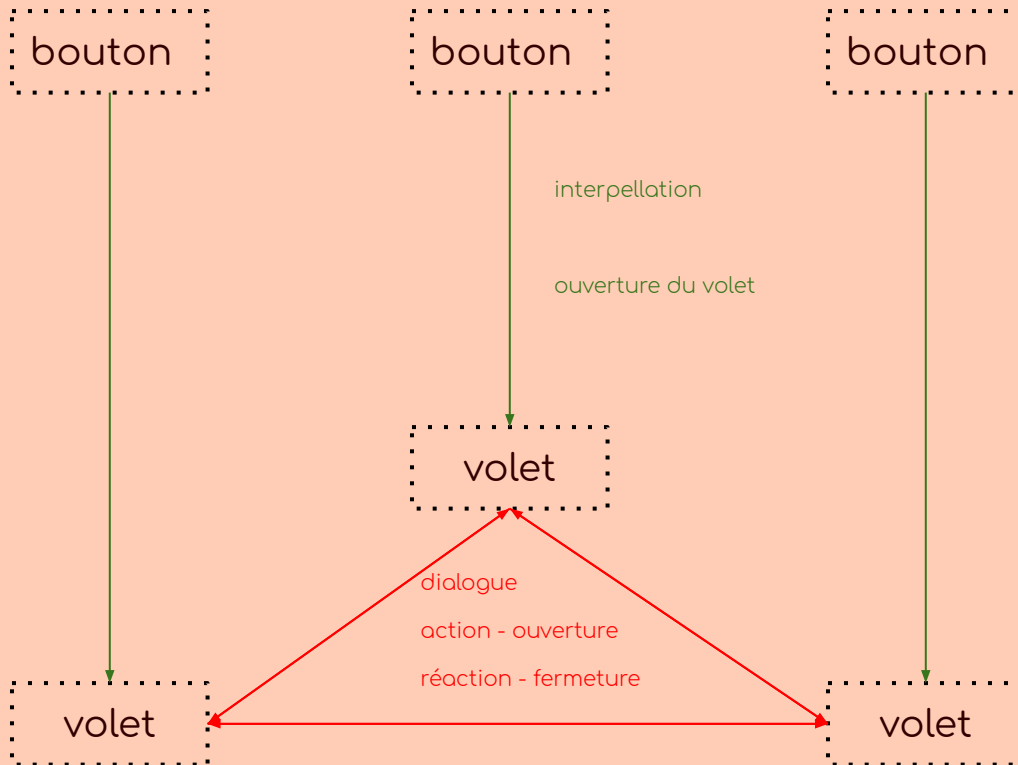 bouton
bouton
bouton
interpellation
ouverture du volet
volet
dialogue
action - ouverture
réaction - fermeture
volet
volet